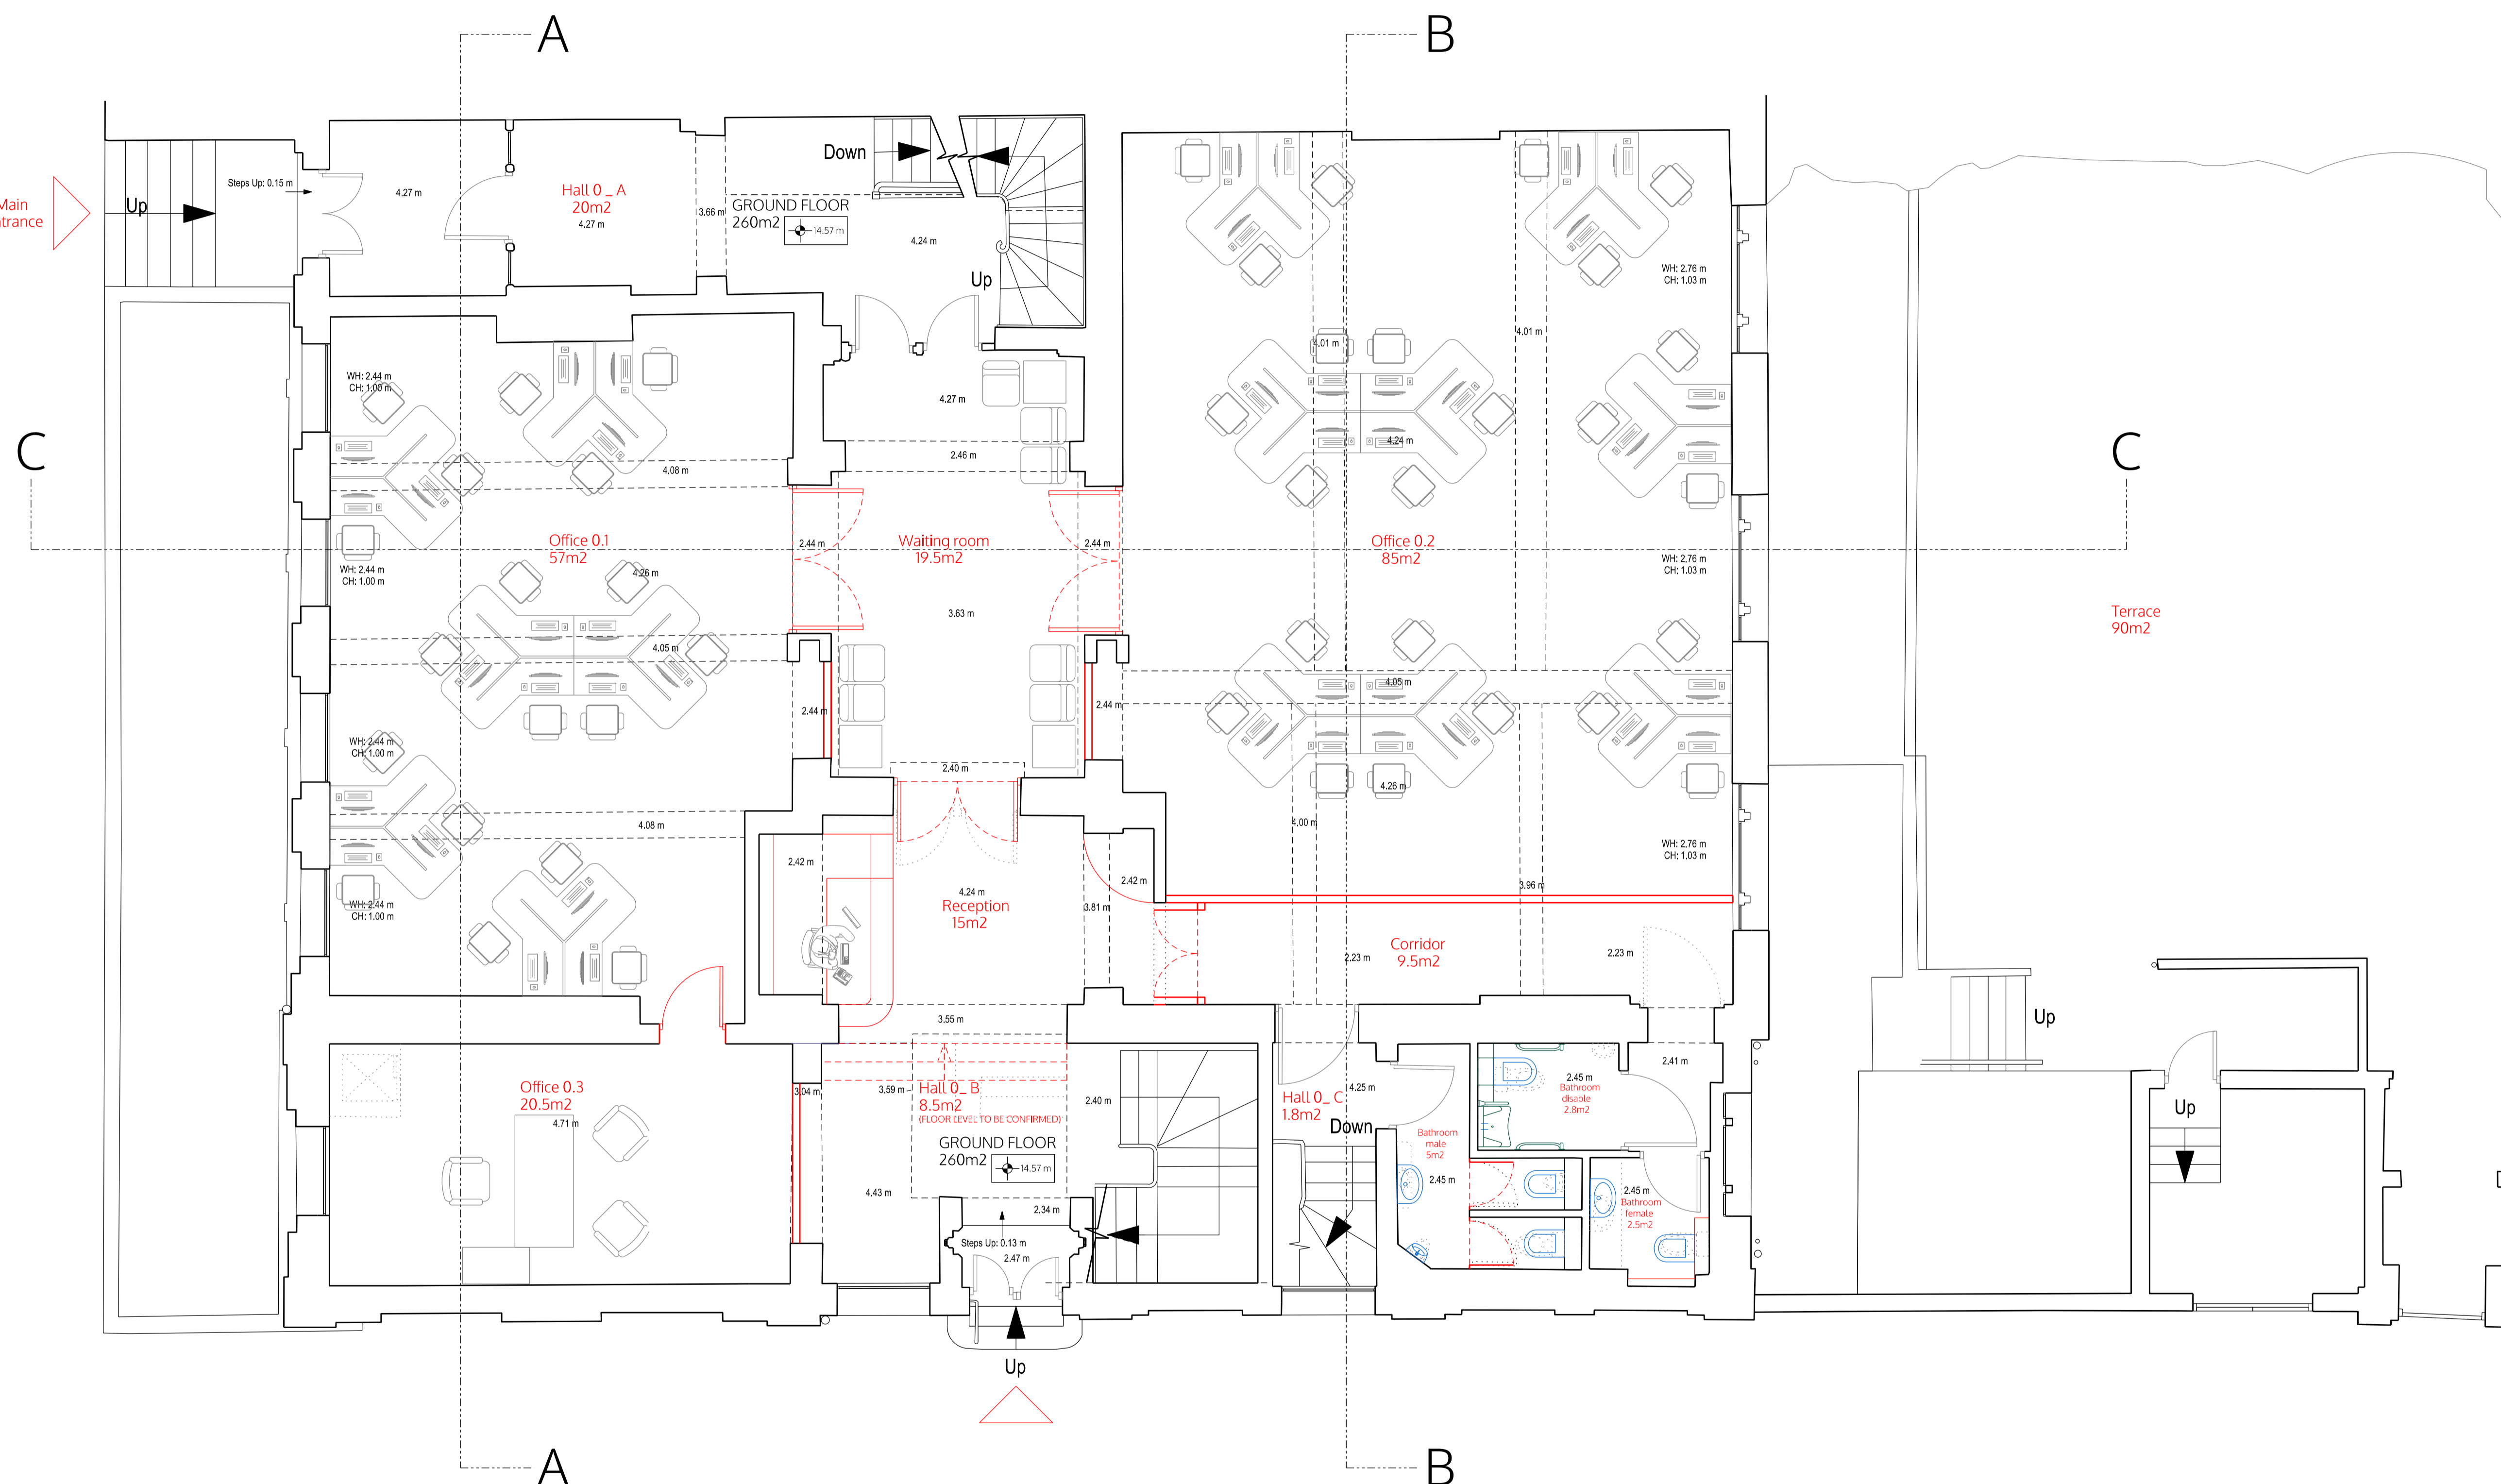 A
B
Down
Steps Up: 0.15 m
4.27 m
Hall 0 _ A
20m2
4.27 m
3.66 m
GROUND FLOOR
260m2
14.57 m
Main
Up
4.24 m
Up
WH: 2.76 m
CH: 1.03 m
4.01 m
4.01 m
WH: 2.44 m
CH: 1.00 m
4.27 m
C
C
4.08 m
2.46 m
4.24 m
Office 0.1
57m2
2.44 m
Waiting room
19.5m2
2.44 m
Office 0.2
85m2
WH: 2.44 m
CH: 1.00 m
4.26 m
WH: 2.76 m
CH: 1.03 m
3.63 m
Terrace
90m2
4.05 m
4.05 m
2.44 m
2.44 m
WH: 2.44 m
CH: 1.00 m
2.40 m
4.26 m
4.08 m
4.00 m
WH: 2.76 m
CH: 1.03 m
2.42 m
2.42 m
4.24 m
3.96 m
WH: 2.44 m
CH: 1.00 m
Reception
15m2
3.81 m
Corridor
9.5m2
2.23 m
2.23 m
3.55 m
Up
Office 0.3
20.5m2
4.71 m
3.04 m
3.59 m
Hall 0_ B
8.5m2
(FLOOR LEVEL TO BE CONFIRMED)
2.40 m
4.25 m
Hall 0_ C
1.8m2
Down
2.45 m
Bathroom
disable
2.8m2
2.41 m
Up
GROUND FLOOR
260m2
14.57 m
Bathroom
male
5m2
2.45 m
4.43 m
2.34 m
2.45 m
Bathroom
female
2.5m2
Steps Up: 0.13 m
2.47 m
Up
A
B